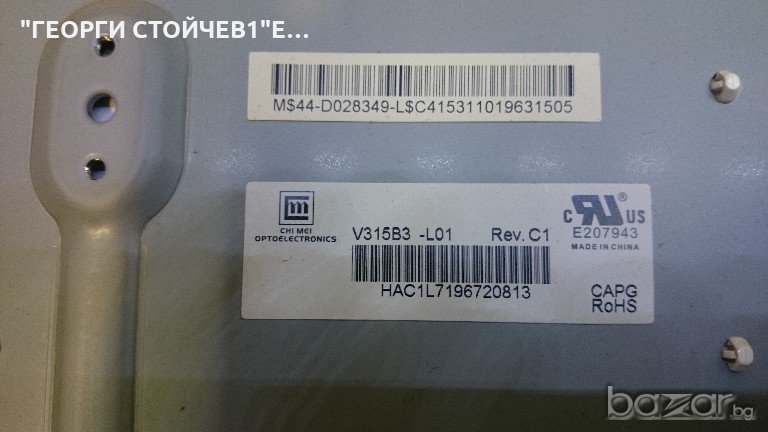 "ГЕОРГИ СТОЙЧЕВ1"Е...
M$44-D028349-L$C415311019631505
CHI MEI
OPTOELECTRONICS
V315B3 -L01 Rev. C1
HAC1L7196720813
c RU ® US
E207943
MADE IN CHINA
CAPG
RoHS
bazar.bg